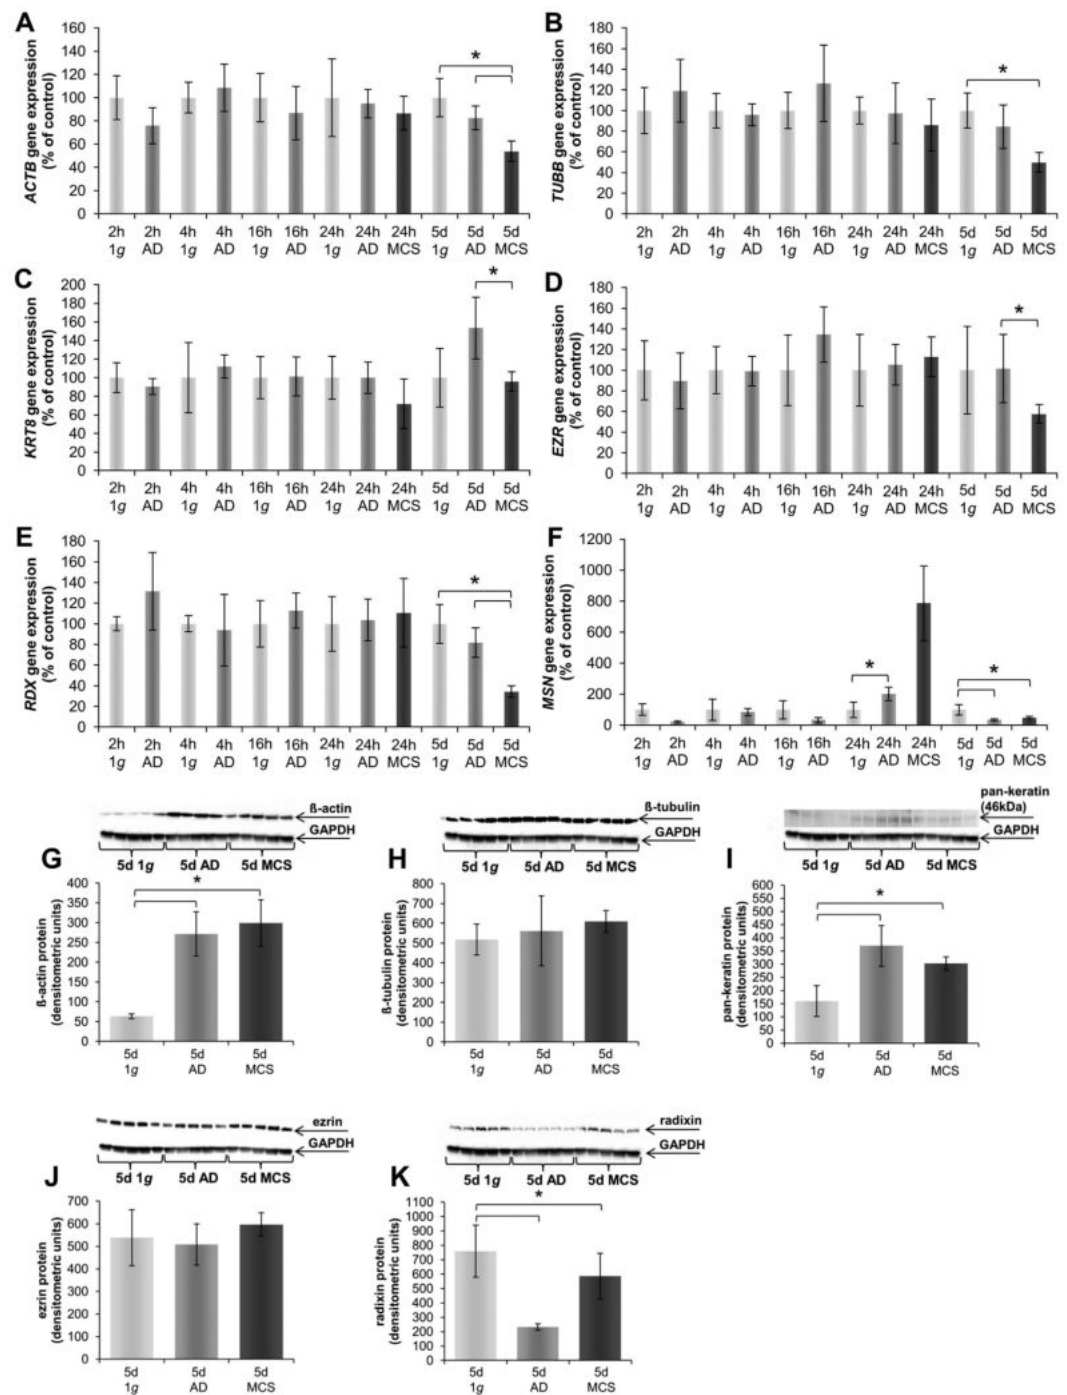 A
ACTB gene expression
(% of control)
160
140
120
100
80
60
40
20
0
2h 2h 4h 4h 16h 16h 24h 24h 24h 5d 5d 5d
1g AD 1g AD 1g AD 1g AD MCS 1g AD MCS
*
B
TUBB gene expression
(% of control)
180
160
140
120
100
80
60
40
20
0
2h 2h 4h 4h 16h 16h 24h 24h 24h 5d 5d 5d
1g AD 1g AD 1g AD 1g AD MCS 1g AD MCS
*
C
KRT8 gene expression
(% of control)
200
180
160
140
120
100
80
60
40
20
0
2h 2h 4h 4h 16h 16h 24h 24h 24h 5d 5d 5d
1g AD 1g AD 1g AD 1g AD MCS 1g AD MCS
*
D
EZR gene expression
(% of control)
180
160
140
120
100
80
60
40
20
0
2h 2h 4h 4h 16h 16h 24h 24h 24h 5d 5d 5d
1g AD 1g AD 1g AD 1g AD MCS 1g AD MCS
*
E
RDX gene expression
(% of control)
180
160
140
120
100
80
60
40
20
0
2h 2h 4h 4h 16h 16h 24h 24h 24h 5d 5d 5d
1g AD 1g AD 1g AD 1g AD MCS 1g AD MCS
*
F
MSN gene expression
(% of control)
1200
1000
800
600
400
200
0
2h 2h 4h 4h 16h 16h 24h 24h 24h 5d 5d 5d
1g AD 1g AD 1g AD 1g AD MCS 1g AD MCS
* *
ß-actin
GAPDH
5d 1g 5d AD 5d MCS
G
ß-actin protein
(densitometric units)
400
350
300
250
200
150
100
50
0
5d 5d 5d
1g AD MCS
*
ß-tubulin
GAPDH
5d 1g 5d AD 5d MCS
H
ß-tubulin protein
(densitometric units)
800
700
600
500
400
300
200
100
0
5d 5d 5d
1g AD MCS
pan-keratin
(46kDa)
GAPDH
5d 1g 5d AD 5d MCS
I
pan-keratin protein
(densitometric units)
600
550
500
450
400
350
300
250
200
150
100
50
0
5d 5d 5d
1g AD MCS
*
ezrin
GAPDH
5d 1g 5d AD 5d MCS
J
ezrin protein
(densitometric units)
700
600
500
400
300
200
100
0
5d 5d 5d
1g AD MCS
radixin
GAPDH
5d 1g 5d AD 5d MCS
K
radixin protein
(densitometric units)
1100
1000
900
800
700
600
500
400
300
200
100
0
5d 5d 5d
1g AD MCS
*